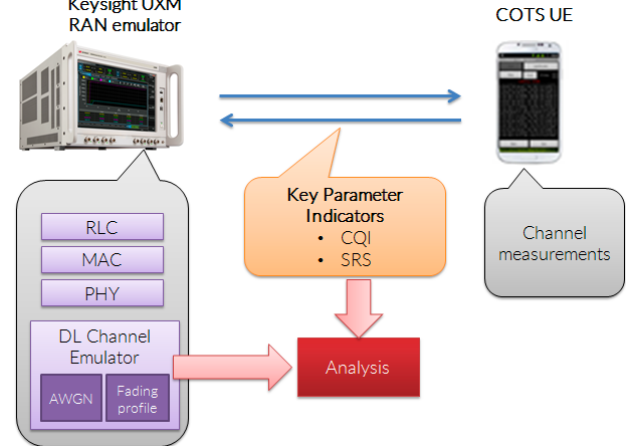 Keysight UXM
RAN emulator
COTS UE
Key Parameter
Indicators
• CQI
• SRS
Channel
measurements
RLC
MAC
PHY
DL Channel
Emulator
AWGN
Fading
profile
Analysis